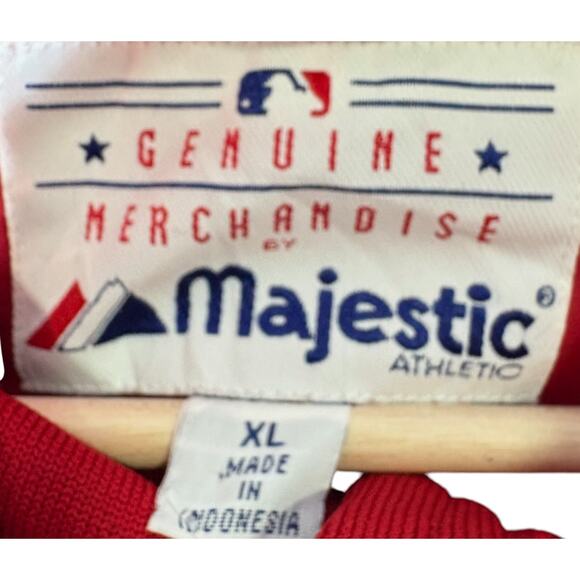 ★ GENUINE ★
MERCHANDISE
BY
Majestic®
ATHLETIC
XL
MADE
IN
INDONESIA